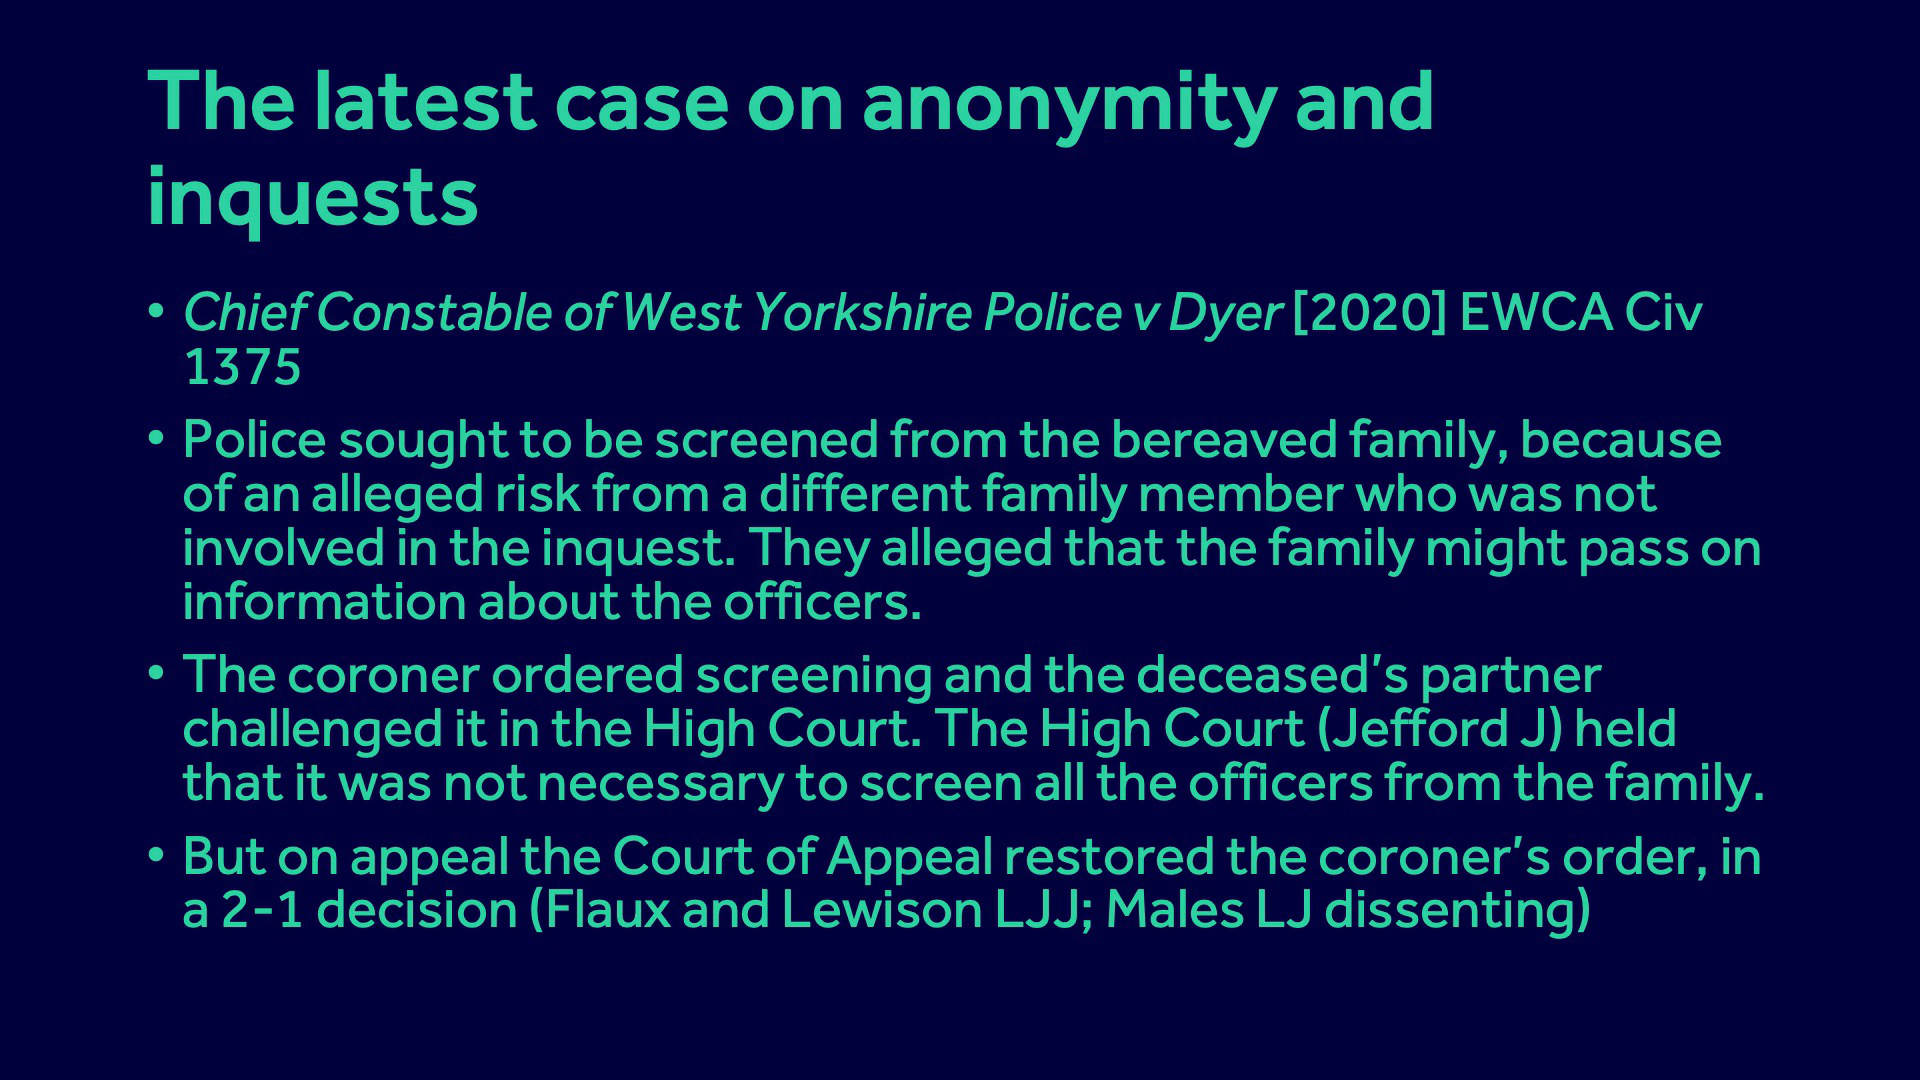 The latest case on anonymity and
inquests
• Chief Constable of West Yorkshire Police v Dyer [2020] EWCA Civ
1375
• Police sought to be screened from the bereaved family, because
of an alleged risk from a different family member who was not
involved in the inquest. They alleged that the family might pass on
information about the officers.
• The coroner ordered screening and the deceased’s partner
challenged it in the High Court. The High Court (Jefford J) held
that it was not necessary to screen all the officers from the family.
• But on appeal the Court of Appeal restored the coroner’s order, in
a 2-1 decision (Flaux and Lewison LJJ; Males LJ dissenting)